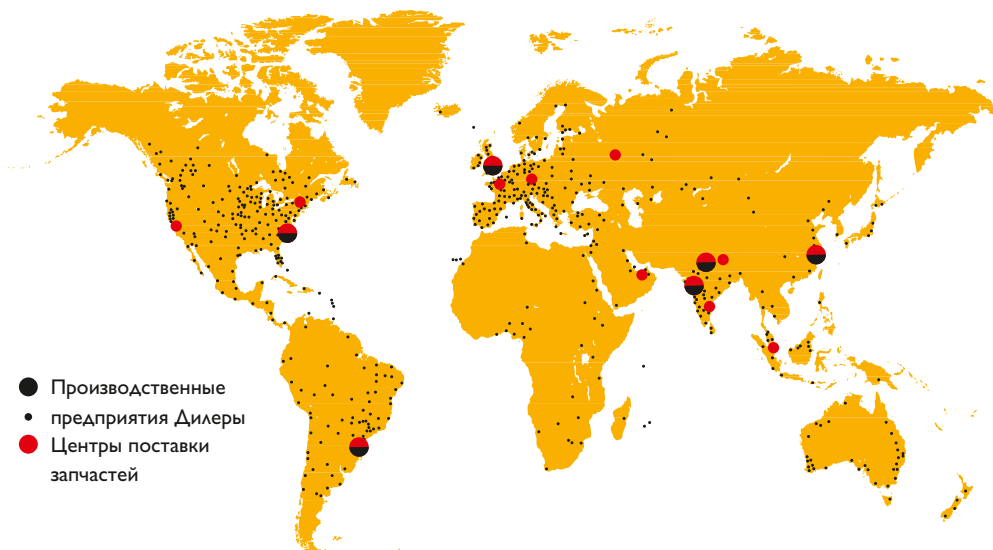 Производственные
предприятия Дилеры
Центры поставки
запчастей